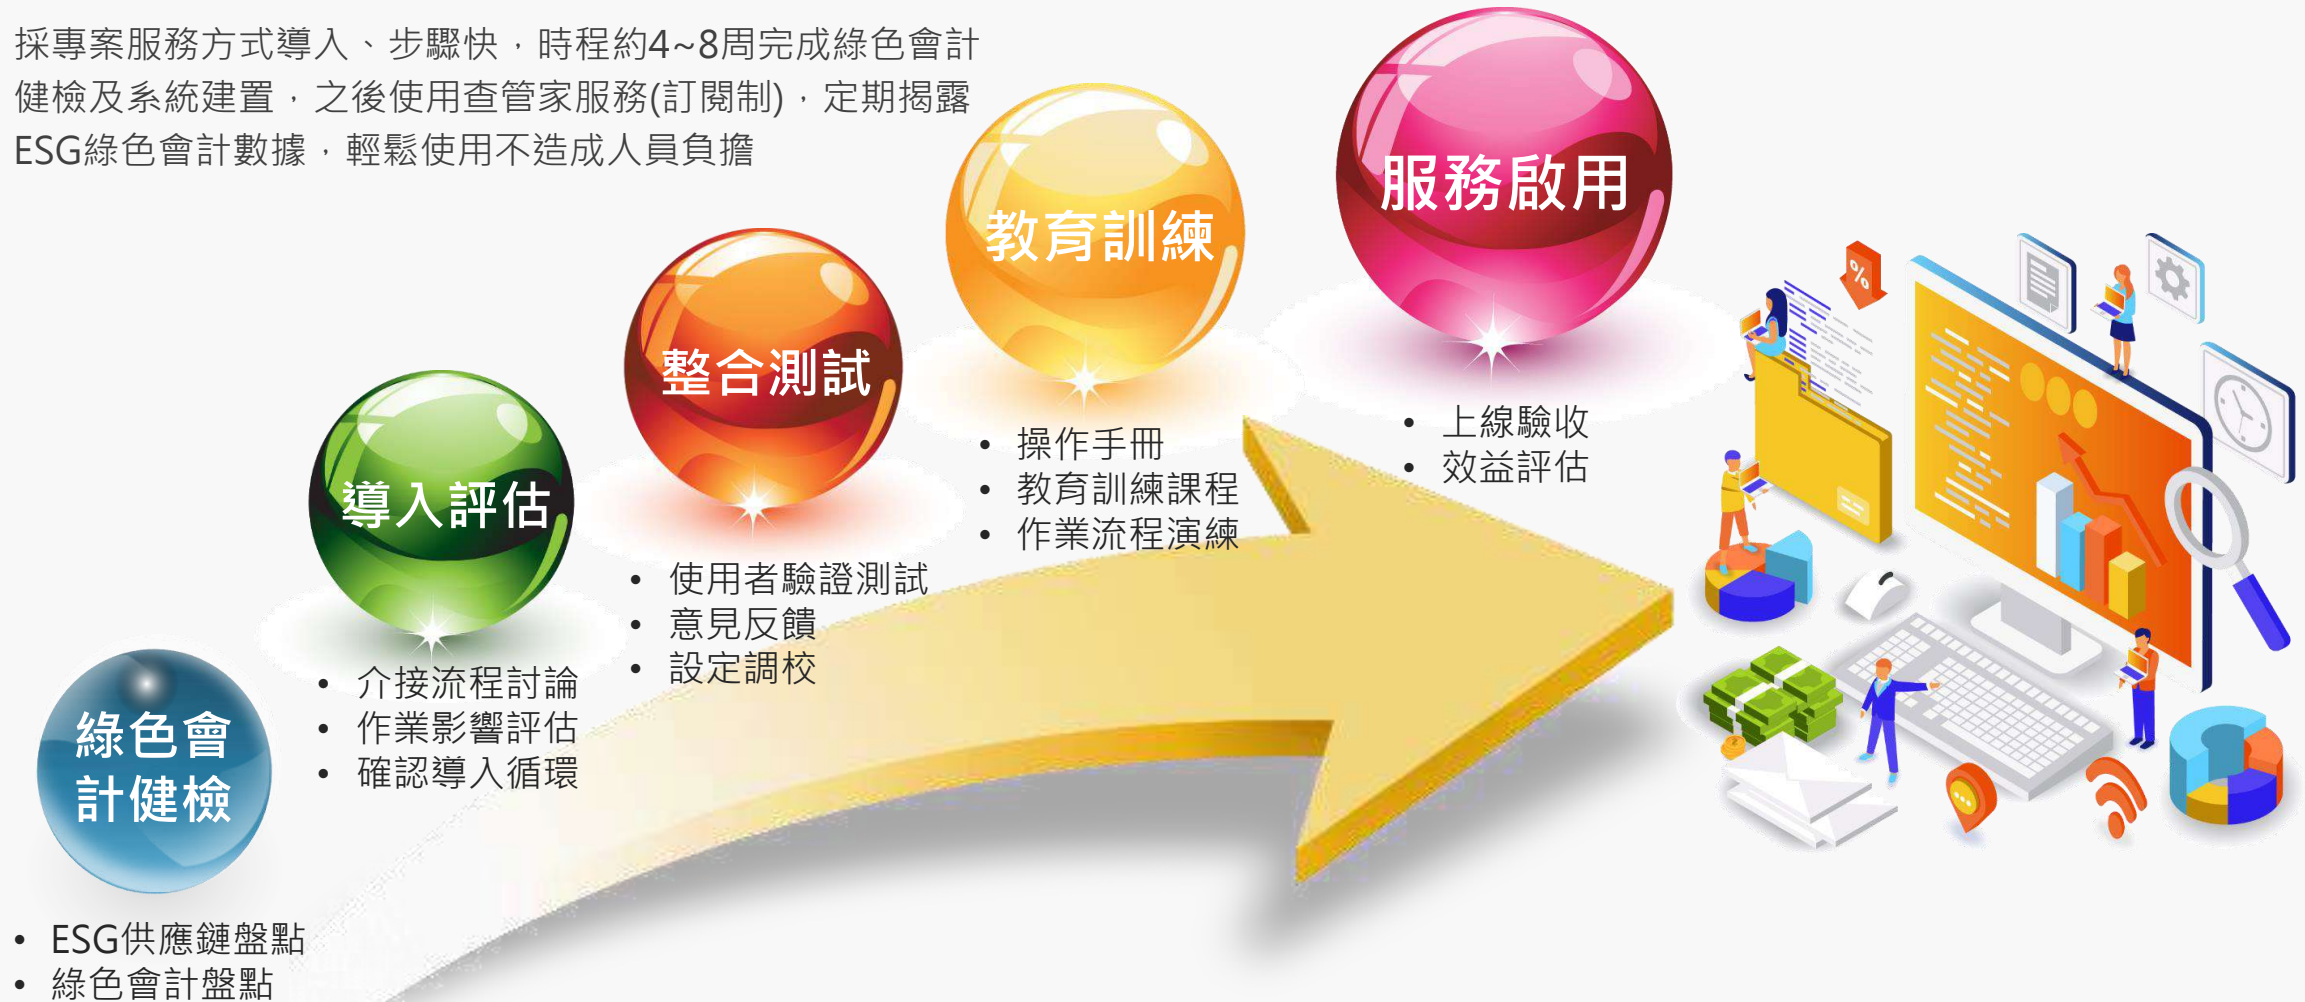 採專案服務方式導入、步驟快，時程約4~8周完成綠色會計
健檢及系統建置，之後使用查管家服務(訂閱制)，定期揭露
ESG綠色會計數據，輕鬆使用不造成人員負擔
綠色會
計健檢
• ESG供應鏈盤點
• 綠色會計盤點
導入評估
• 介接流程討論
• 作業影響評估
• 確認導入循環
整合測試
• 使用者驗證測試
• 意見反饋
• 設定調校
教育訓練
• 操作手冊
• 教育訓練課程
• 作業流程演練
服務啟用
• 上線驗收
• 效益評估
%